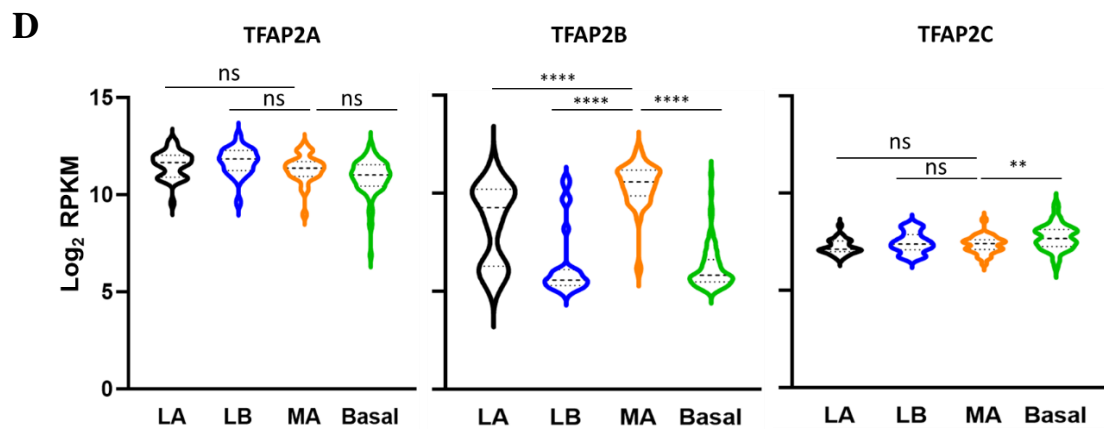 D
TFAP2A
TFAP2B
TFAP2C
ns
ns
ns
****
****
****
ns
ns
**
Log2 RPKM
15
10
5
0
LA LB MA Basal
LA LB MA Basal
LA LB MA Basal